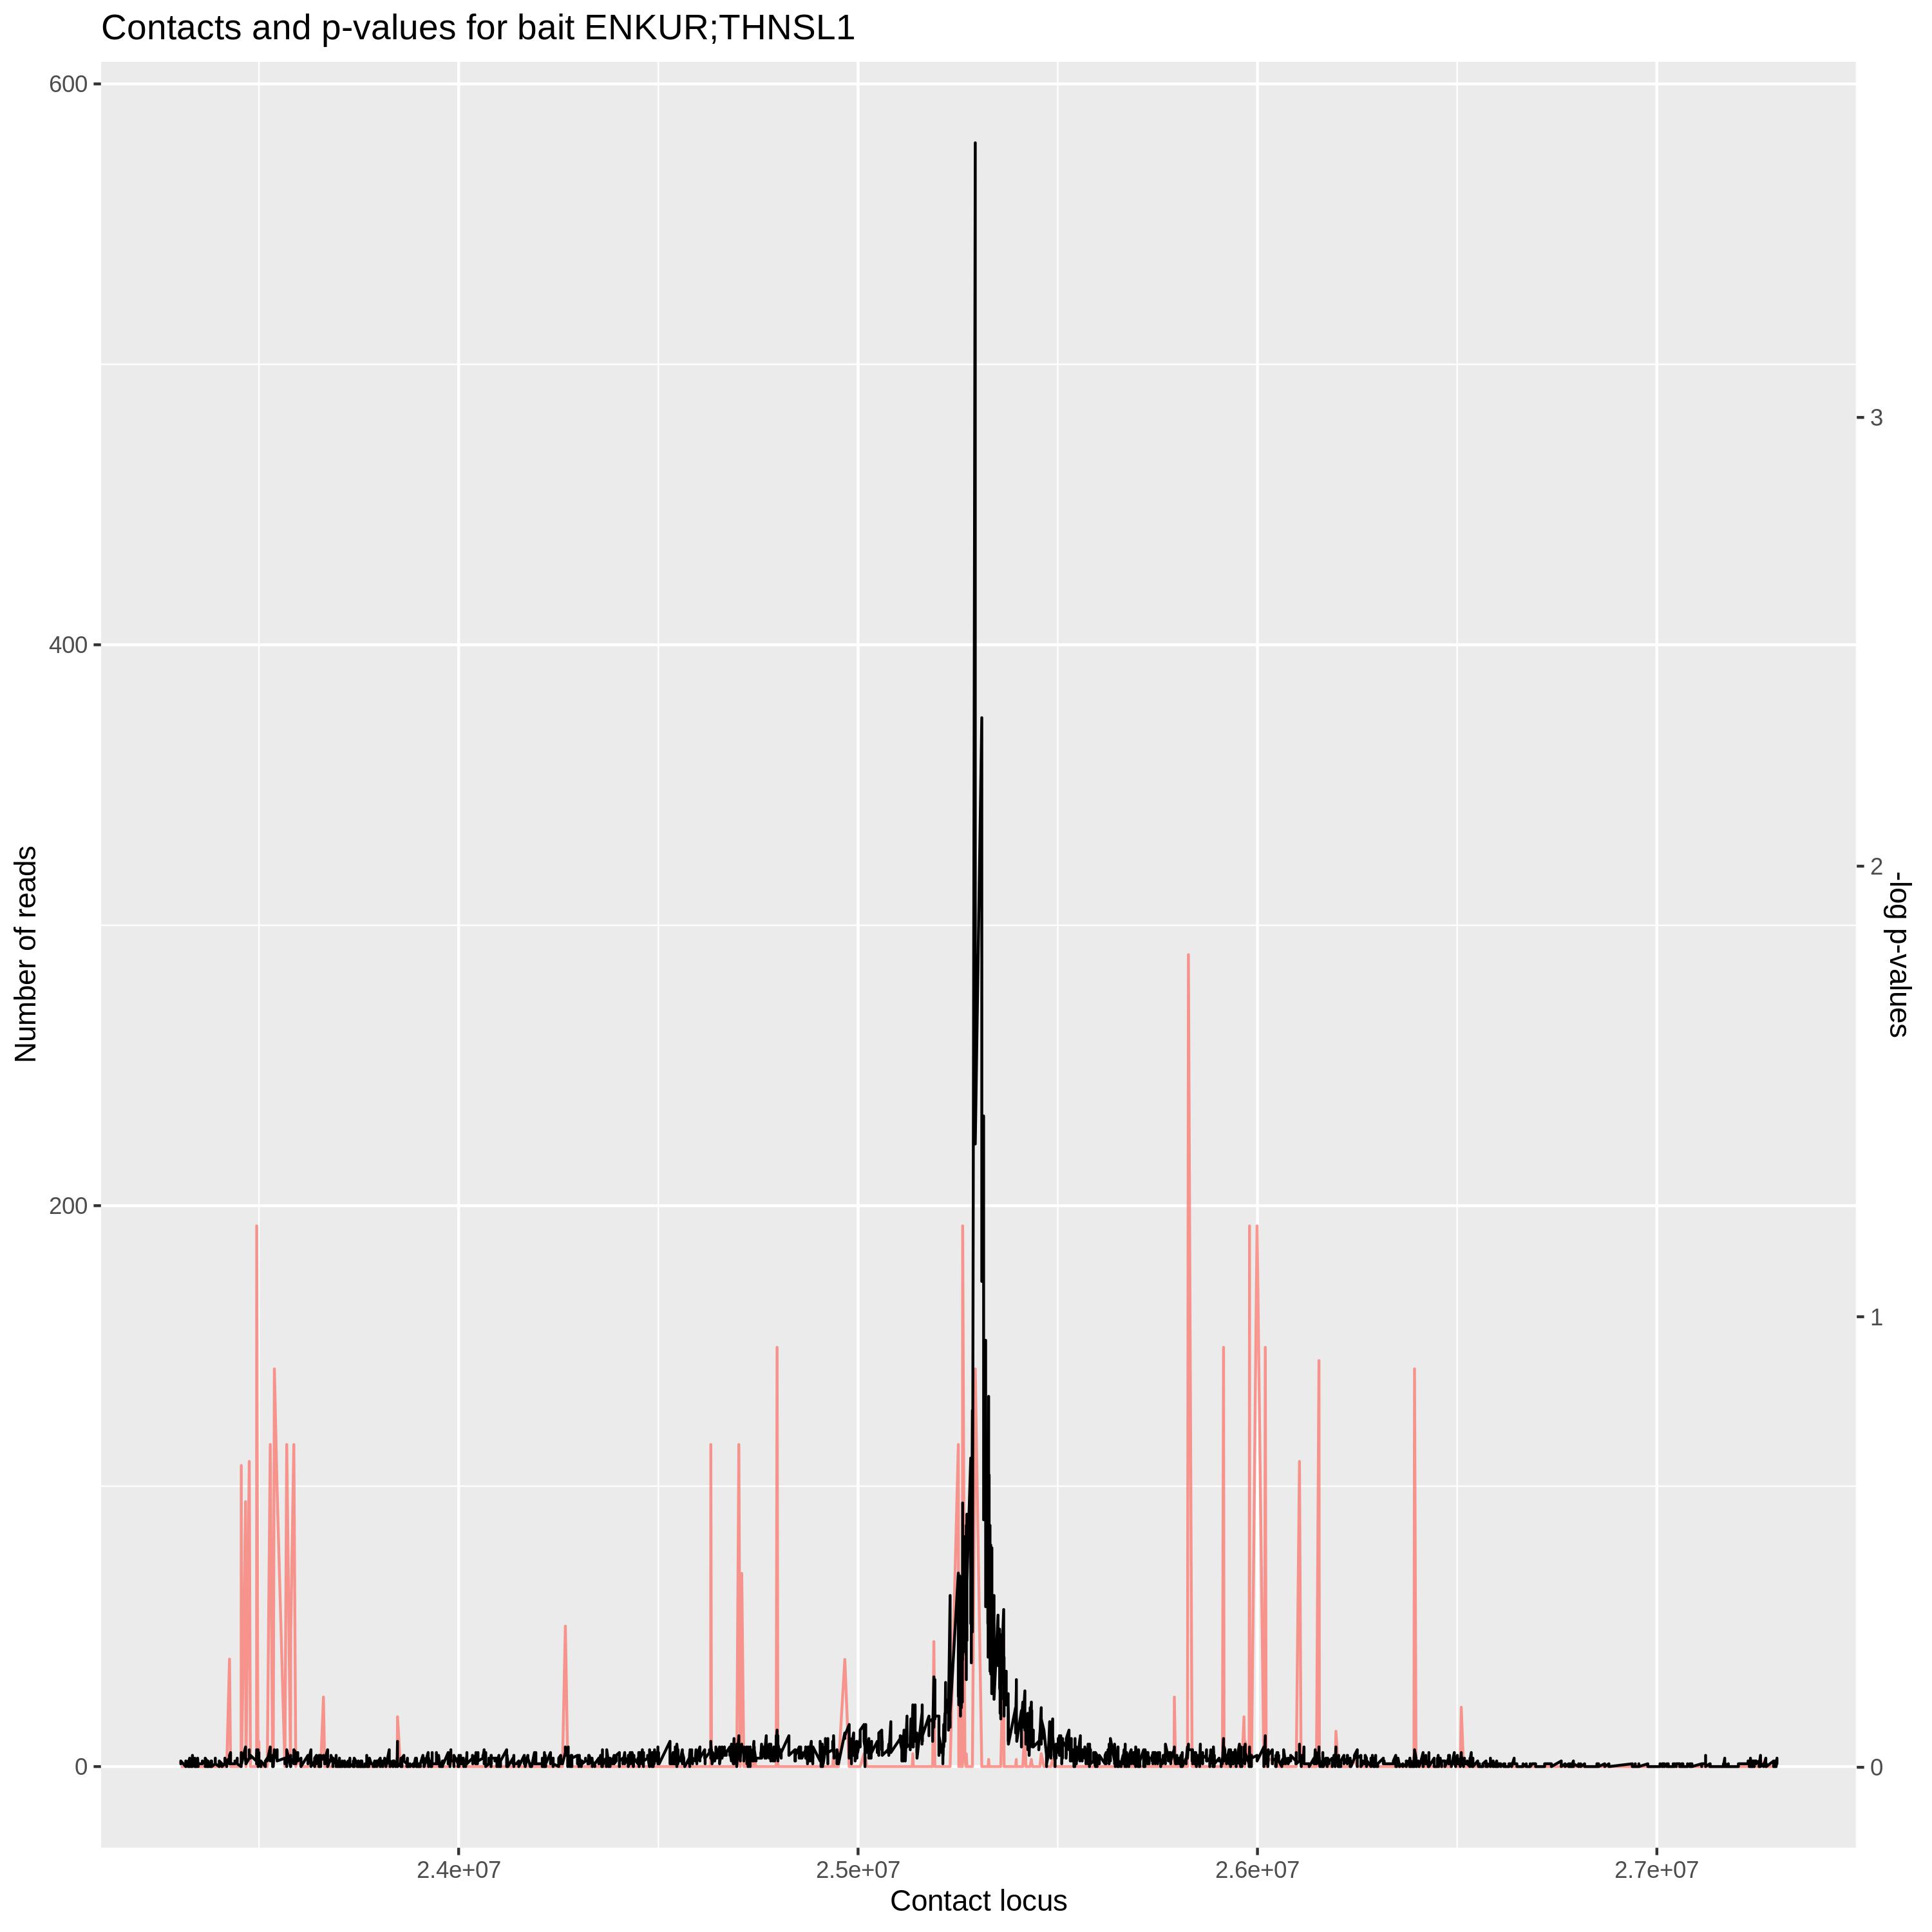 Contacts and p-values for bait ENKUR;THNSL1
600
400
200
0
Number of reads
3
2
1
0
-log p-values
2.4e+07
2.5e+07
2.6e+07
2.7e+07
Contact locus